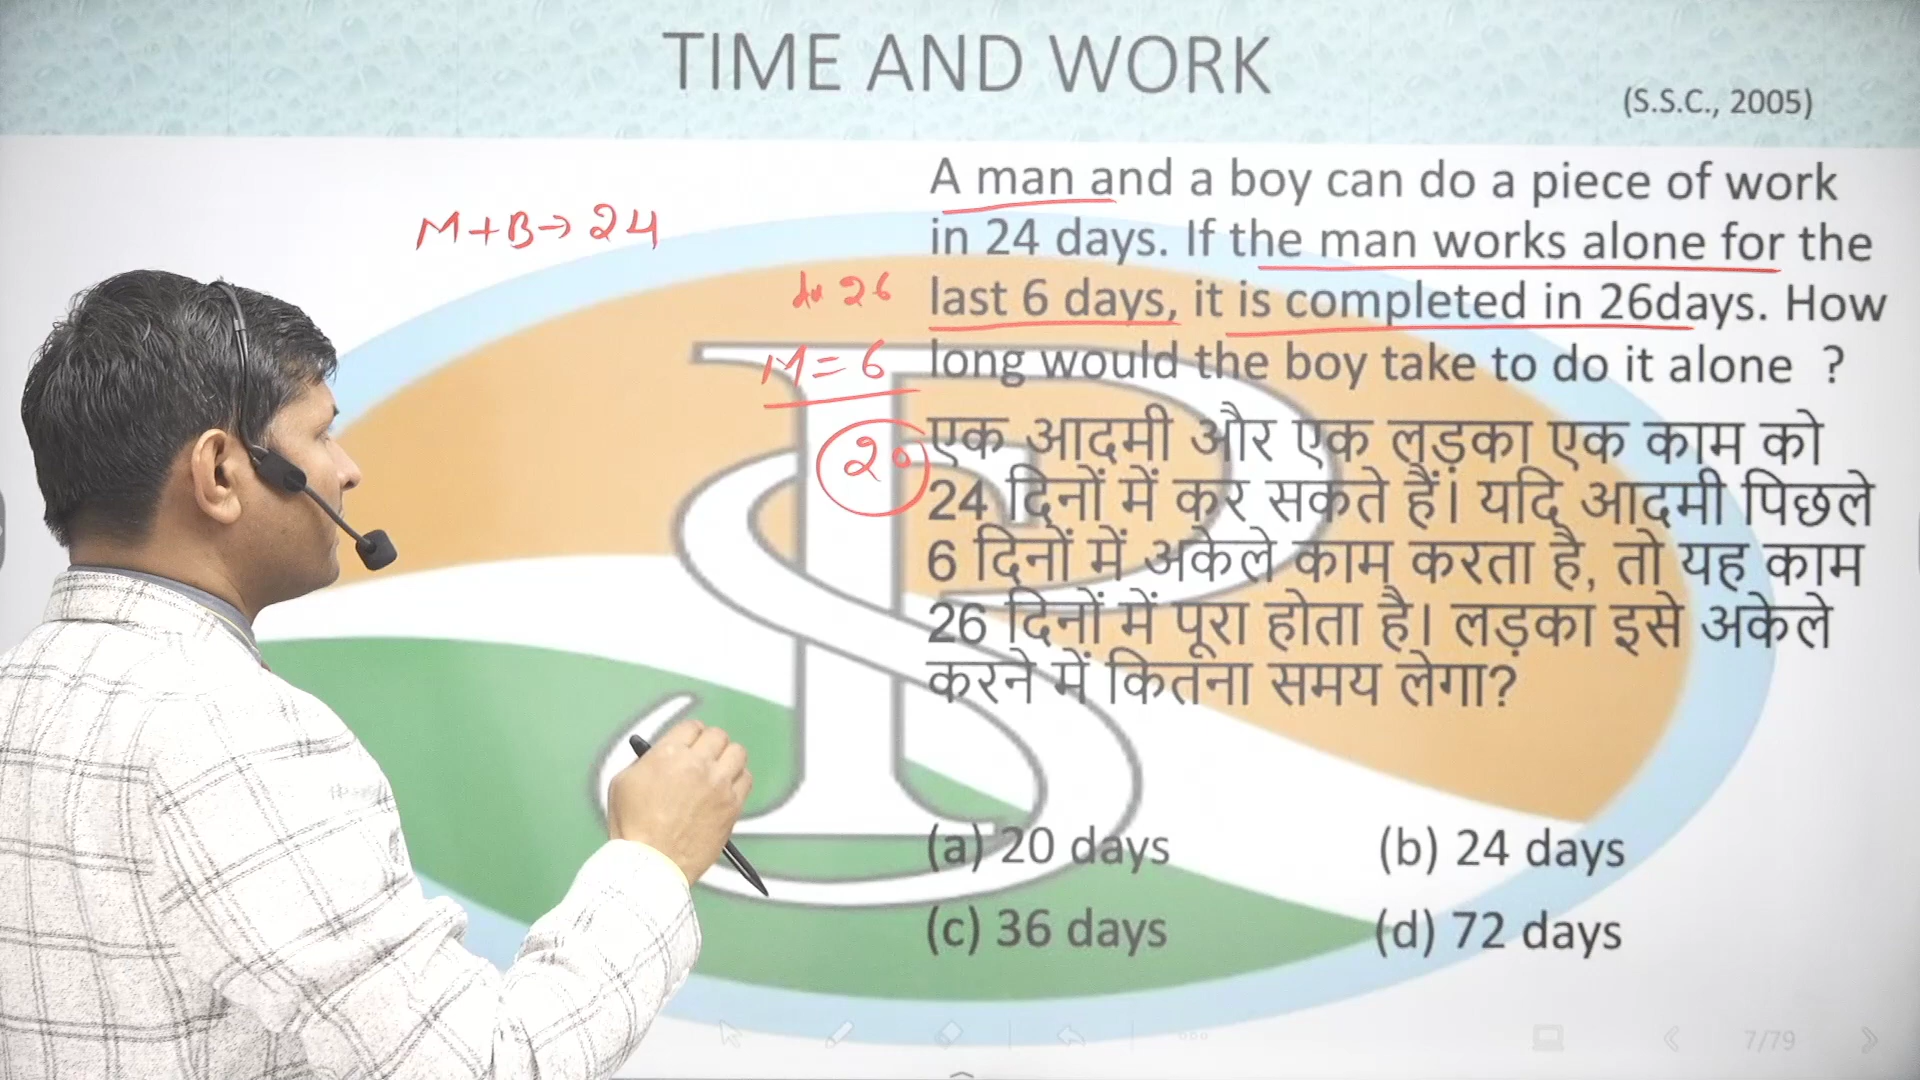 TIME AND WORK
(S.S.C., 2005)
A man and a boy can do a piece of work
in 24 days. If the man works alone for the
last 6 days, it is completed in 26days. How
long would the boy take to do it alone ?
एक आदमी और एक लड़का एक काम को
24 दिनों में कर सकते हैं। यदि आदमी पिछले
6 दिनों में अकेले काम करता है, तो यह काम
26 दिनों में पूरा होता है। लड़का इसे अकेले
करने में कितना समय लेगा?
(a) 20 days (b) 24 days
(c) 36 days (d) 72 days
M+B→24
26
M=6
20
7/79